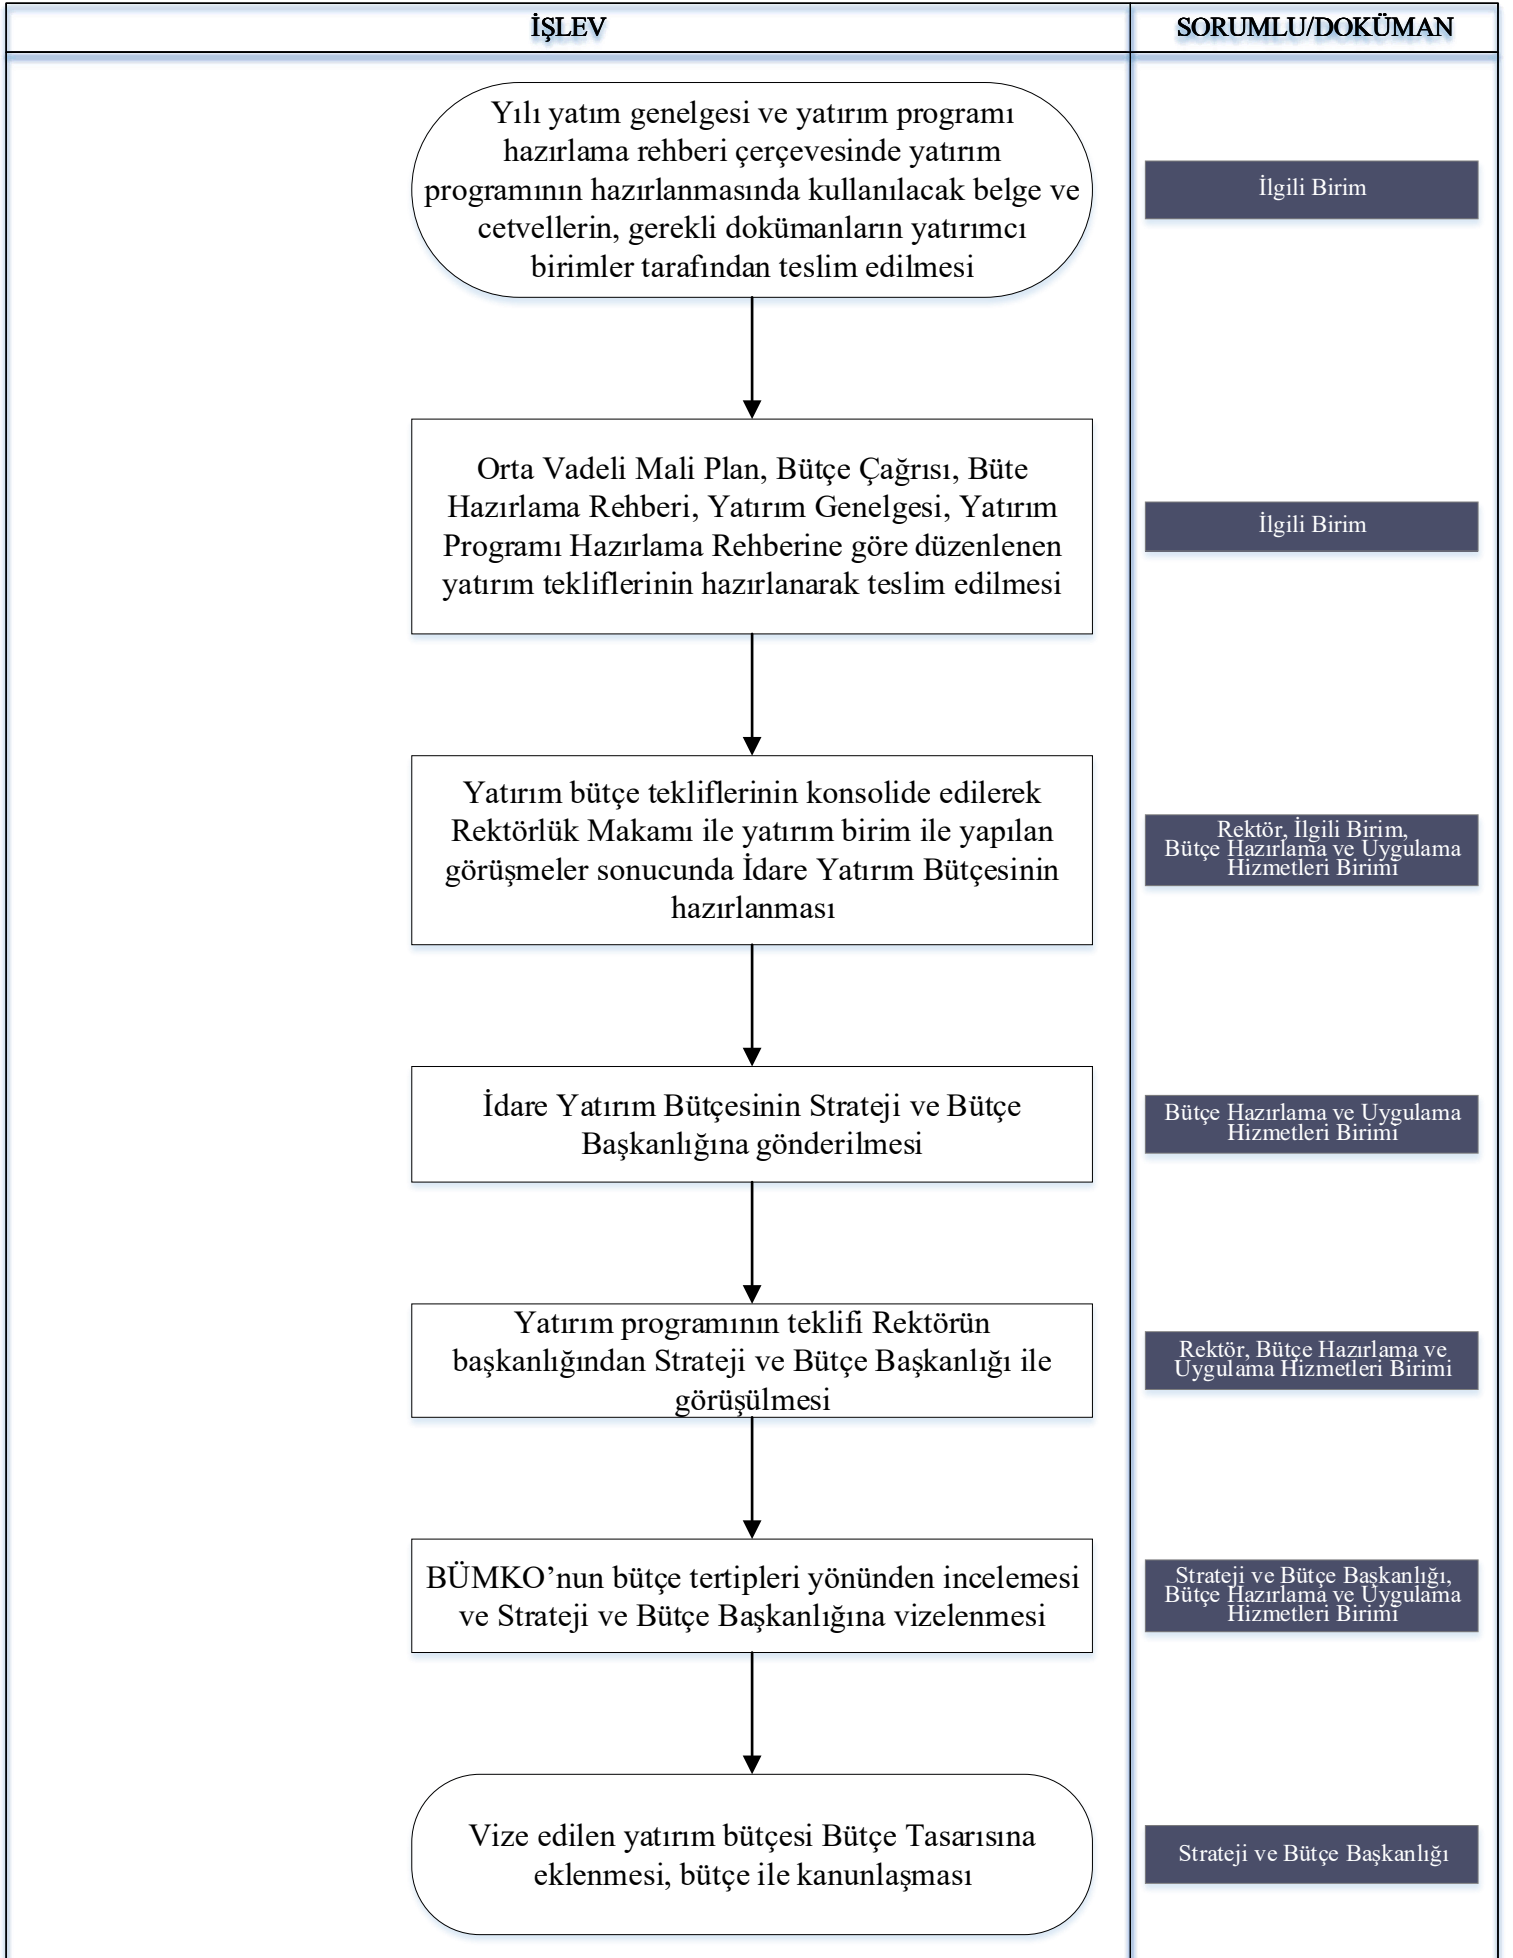 İŞLEV
SORUMLU/DOKÜMAN
Yılı yatım genelgesi ve yatırım programı
hazırlama rehberi çerçevesinde yatırım
programının hazırlanmasında kullanılacak belge ve
cetvellerin, gerekli dokümanların yatırımcı
birimler tarafından teslim edilmesi
İlgili Birim
Orta Vadeli Mali Plan, Bütçe Çağrısı, Büte
Hazırlama Rehberi, Yatırım Genelgesi, Yatırım
Programı Hazırlama Rehberine göre düzenlenen
yatırım tekliflerinin hazırlanarak teslim edilmesi
İlgili Birim
Yatırım bütçe tekliflerinin konsolide edilerek
Rektörlük Makamı ile yatırım birim ile yapılan
görüşmeler sonucunda İdare Yatırım Bütçesinin
hazırlanması
Rektör, İlgili Birim,
Bütçe Hazırlama ve Uygulama
Hizmetleri Birimi
İdare Yatırım Bütçesinin Strateji ve Bütçe
Başkanlığına gönderilmesi
Bütçe Hazırlama ve Uygulama
Hizmetleri Birimi
Yatırım programının teklifi Rektörün
başkanlığından Strateji ve Bütçe Başkanlığı ile
görüşülmesi
Rektör, Bütçe Hazırlama ve
Uygulama Hizmetleri Birimi
BÜMKO’nun bütçe tertipleri yönünden incelemesi
ve Strateji ve Bütçe Başkanlığına vizelenmesi
Strateji ve Bütçe Başkanlığı,
Bütçe Hazırlama ve Uygulama
Hizmetleri Birimi
Vize edilen yatırım bütçesi Bütçe Tasarısına
eklenmesi, bütçe ile kanunlaşması
Strateji ve Bütçe Başkanlığı